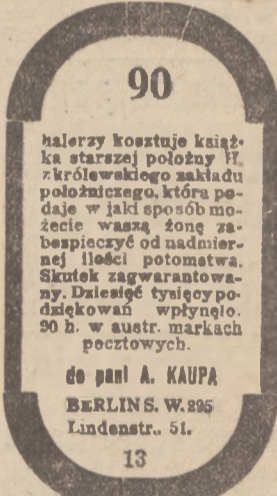 90
halerzy kosztuje książ-
ka starszej położny H.
z królewskiego zakładu
położniczego, która po-
daje w jaki sposób mo-
żecie waszą żonę za-
bezpieczyć od nadmier-
nej ilości potomstwa.
Skutek zagwarantowa-
ny. Dziesięć tysięcy po-
dziękowań wpłynęło.
90 h. w austr. markach
pocztowych.
do pani A. KAUPA
BERLIN S. W. 295
Lindenstr.. 51.
13